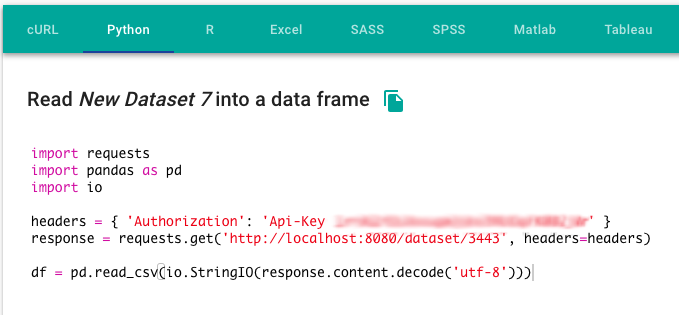 cURL Python R Excel SASS SPSS Matlab Tableau
Read New Dataset 7 into a data frame
import requests
import pandas as pd
import io
headers = { 'Authorization': 'Api-Key ' }
response = requests.get('http://localhost:8080/dataset/3443', headers=headers)
df = pd.read_csv(io.StringIO(response.content.decode('utf-8')))